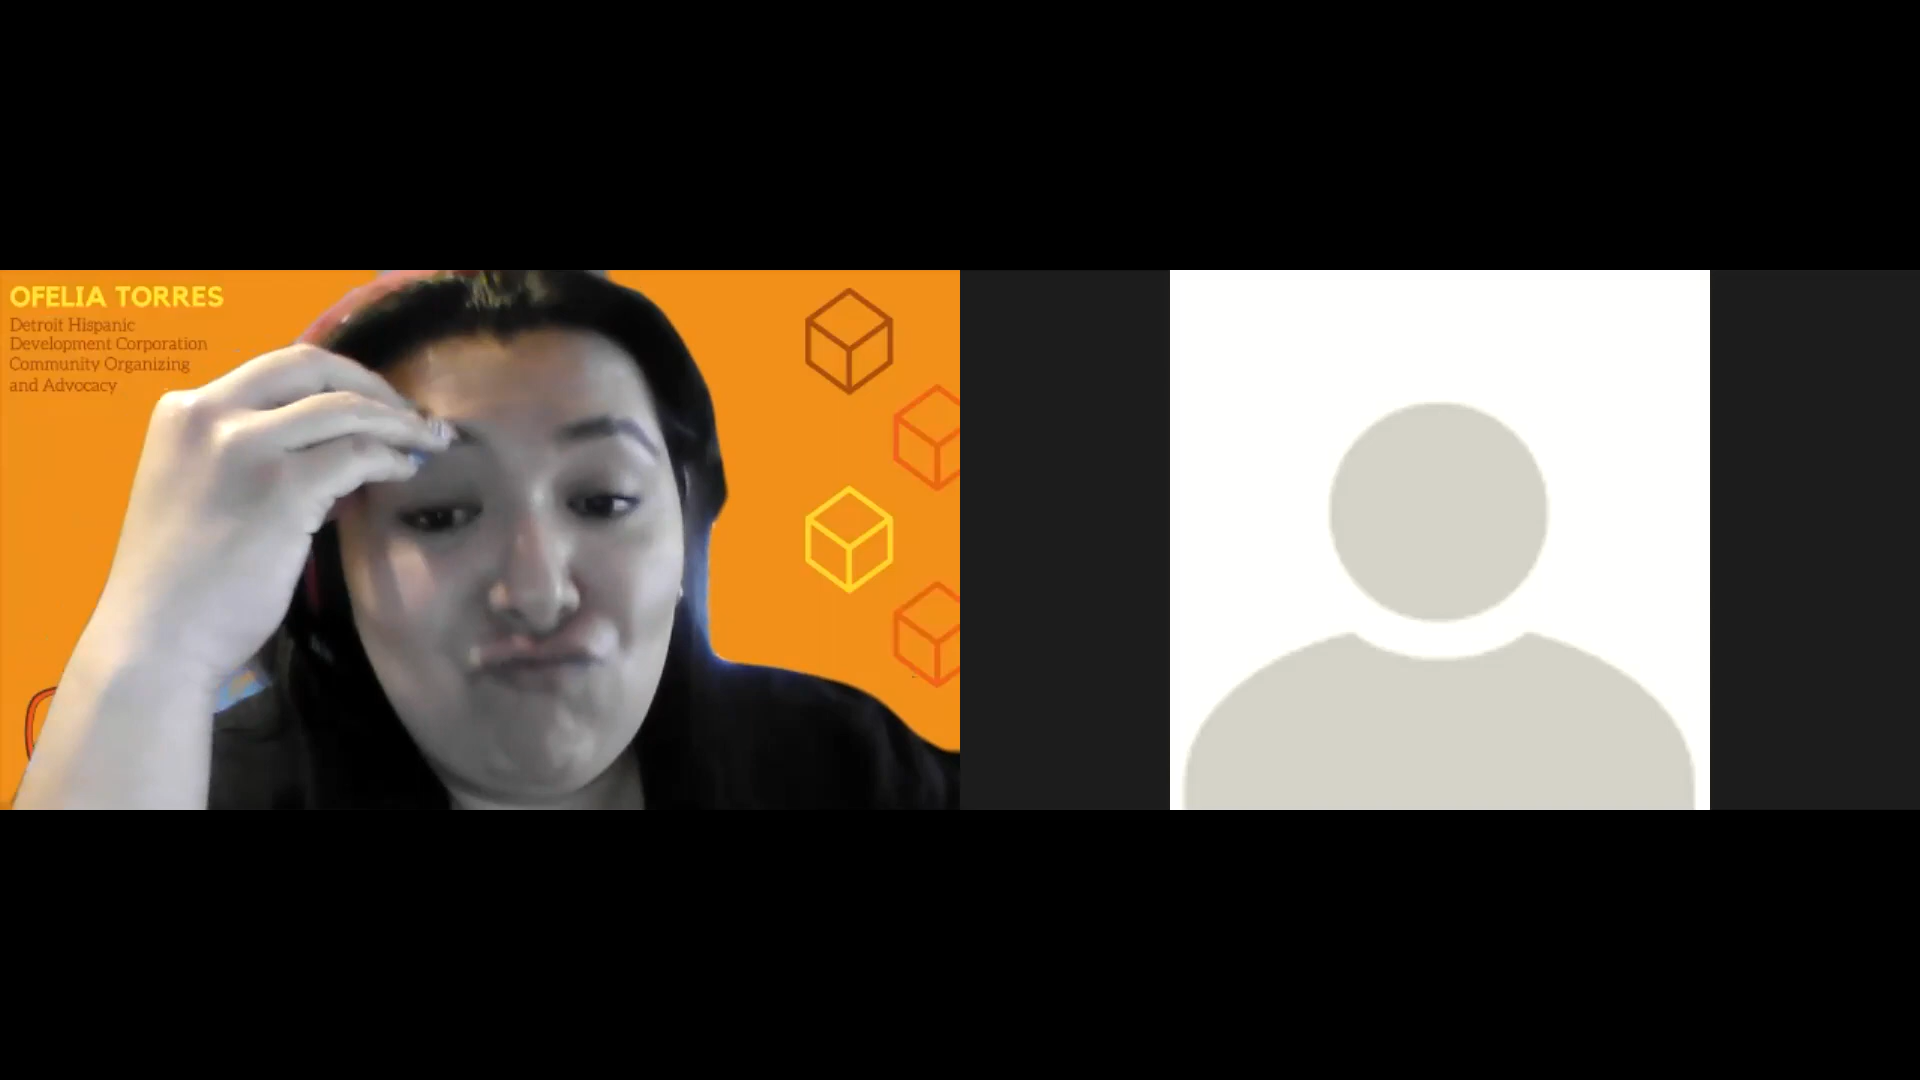 OFELIA TORRES
Detroit Hispanic
Development Corporation
Community Organizing
and Advocacy